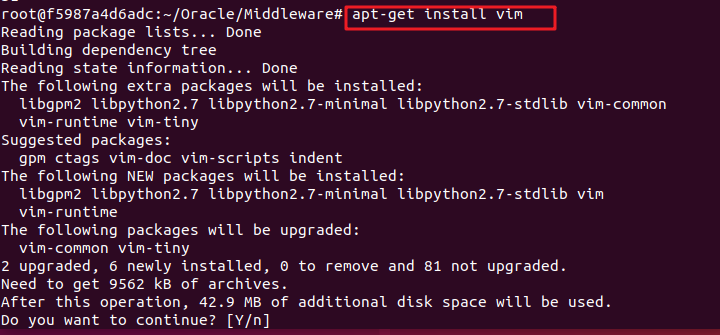 root@f5987a4d6adc:~/Oracle/Middleware# apt-get install vim
Reading package lists... Done
Building dependency tree
Reading state information... Done
The following extra packages will be installed:
  libgpm2 libpython2.7 libpython2.7-minimal libpython2.7-stdlib vim-common
  vim-runtime vim-tiny
Suggested packages:
  gpm ctags vim-doc vim-scripts indent
The following NEW packages will be installed:
  libgpm2 libpython2.7 libpython2.7-minimal libpython2.7-stdlib vim
  vim-runtime
The following packages will be upgraded:
  vim-common vim-tiny
2 upgraded, 6 newly installed, 0 to remove and 81 not upgraded.
Need to get 9562 kB of archives.
After this operation, 42.9 MB of additional disk space will be used.
Do you want to continue? [Y/n]